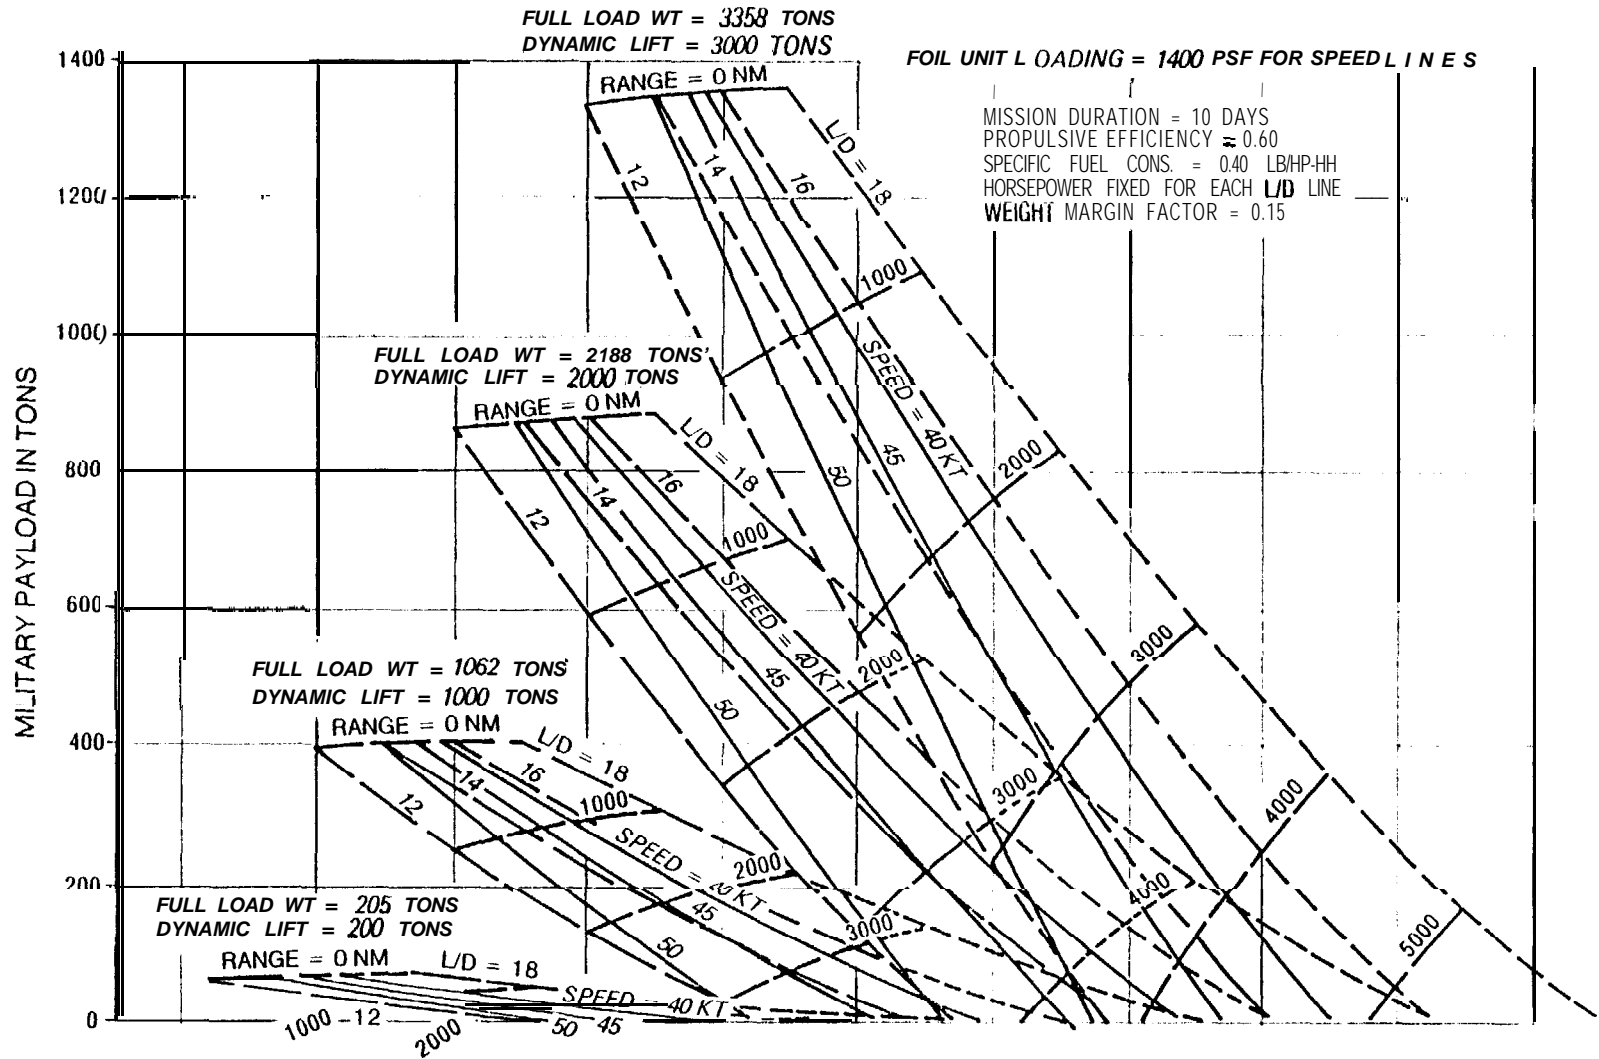 FULL LOAD WT = 3358 TONS
DYNAMIC LIFT = 3000 TONS
RANGE = 0 NM
FOIL UNIT LOADING = 1400 PSF FOR SPEED LINES
MISSION DURATION = 10 DAYS
PROPULSIVE EFFICIENCY = 0.60
SPECIFIC FUEL CONS. = 0.40 LB/HP-HH
HORSEPOWER FIXED FOR EACH L/D LINE
WEIGHT MARGIN FACTOR = 0.15
MILITARY PAYLOAD IN TONS
1400
1200
1000
800
600
400
200
0
12
14
16
L/D = 18
1000
2000
3000
4000
5000
SPEED = 40 KT
45
50
FULL LOAD WT = 2188 TONS
DYNAMIC LIFT = 2000 TONS
RANGE = 0 NM
12
14
16
L/D = 18
1000
2000
3000
4000
SPEED = 40 KT
45
50
FULL LOAD WT = 1062 TONS
DYNAMIC LIFT = 1000 TONS
RANGE = 0 NM
12
14
16
L/D = 18
1000
2000
3000
SPEED = 40 KT
45
50
FULL LOAD WT = 205 TONS
DYNAMIC LIFT = 200 TONS
RANGE = 0 NM
L/D = 18
SPEED = 40 KT
1000
12
2000
50
45